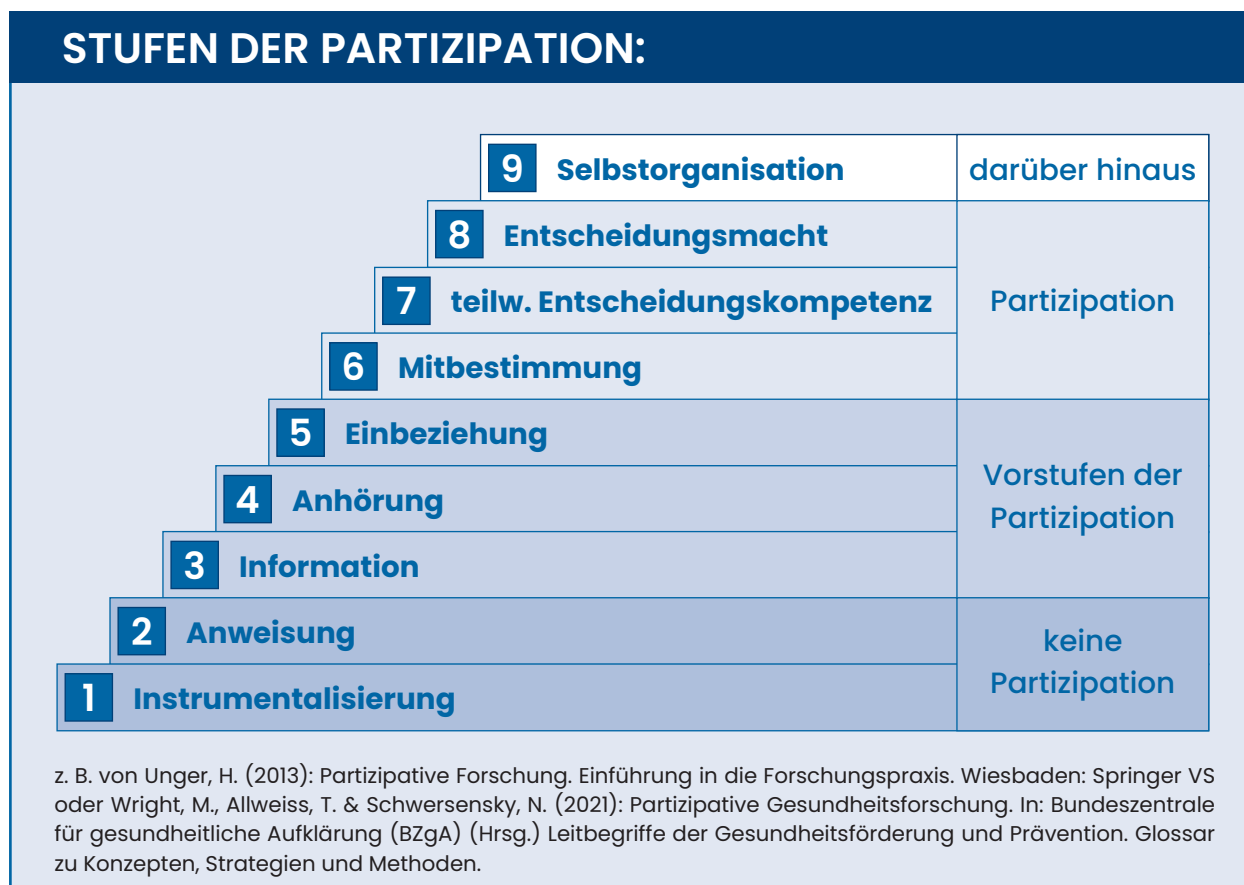 STUFEN DER PARTIZIPATION:
9 Selbstorganisation darüber hinaus
8 Entscheidungsmacht
7 teilw. Entscheidungskompetenz Partizipation
6 Mitbestimmung
5 Einbeziehung
4 Anhörung Vorstufen der
Partizipation
3 Information
2 Anweisung keine
1 Instrumentalisierung Partizipation
z. B. von Unger, H. (2013): Partizipative Forschung. Einführung in die Forschungspraxis. Wiesbaden: Springer VS
oder Wright, M., Allweiss, T. & Schwersensky, N. (2021): Partizipative Gesundheitsforschung. In: Bundeszentrale
für gesundheitliche Aufklärung (BZgA) (Hrsg.) Leitbegriffe der Gesundheitsförderung und Prävention. Glossar
zu Konzepten, Strategien und Methoden.